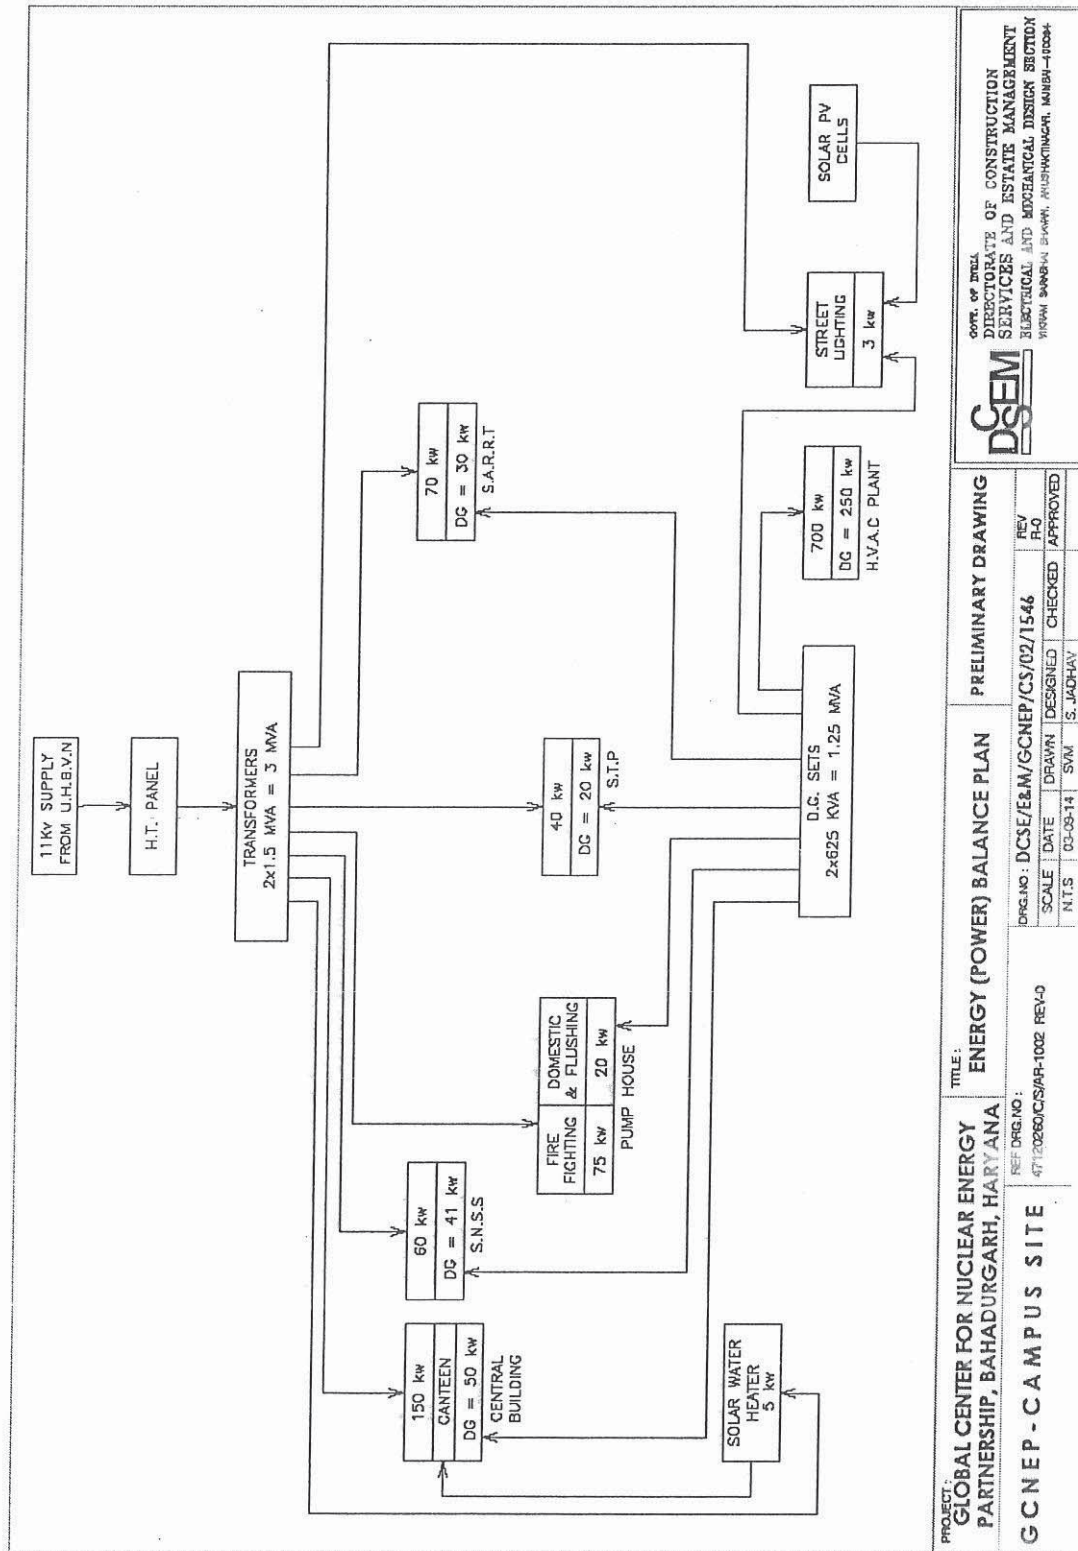 11Kv SUPPLY
FROM U.H.B.V.N
H.T. PANEL
TRANSFORMERS
2x1.5 MVA = 3 MVA
150 kw
CANTEEN
DG = 50 kw
CENTRAL
BUILDING
60 kw
DG = 41 kw
S.N.S.S
FIRE
FIGHTING
DOMESTIC
& FLUSHING
75 kw
20 kw
PUMP HOUSE
40 kw
DG = 20 kw
S.T.P
70 kw
DG = 30 kw
S.A.R.R.T
SOLAR WATER
HEATER
5 kw
D.G. SETS
2x625 KVA = 1.25 MVA
700 kw
DG = 250 kw
H.V.A.C PLANT
STREET
LIGHTING
3 kw
SOLAR PV
CELLS
PROJECT :
GLOBAL CENTER FOR NUCLEAR ENERGY
PARTNERSHIP, BAHADURGARH, HARYANA
GCNEP-CAMPUS SITE
TITLE :
ENERGY (POWER) BALANCE PLAN
PRELIMINARY DRAWING
REF DRG.NO :
47120260/C/S/AR-1002 REV-0
DRG.NO : DCSE/E&M/GCNEP/CS/02/1546
REV
R-0
SCALE DATE DRAWN DESIGNED CHECKED APPROVED
N.T.S 03-09-14 SVM S. JADHAV
DCSEM
GOVT. OF INDIA
DIRECTORATE OF CONSTRUCTION
SERVICES AND ESTATE MANAGEMENT
ELECTRICAL AND MECHANICAL DESIGN SECTION
VIKRAM SARABHAI BHAWAN, ANUSHAKTINAGAR, MUMBAI-400094